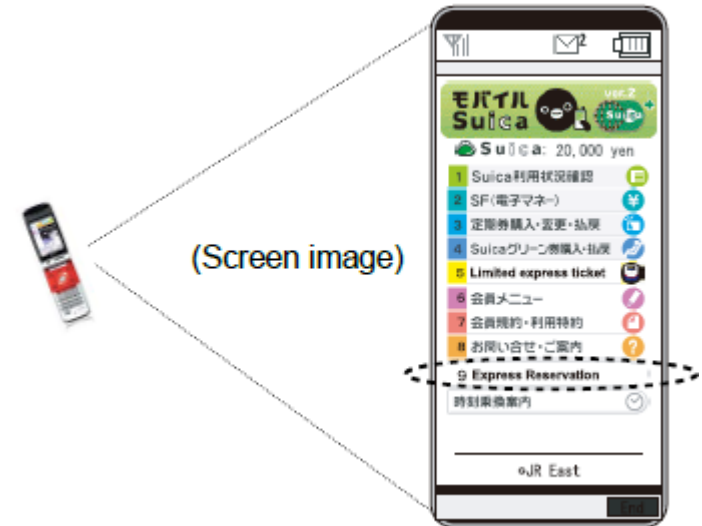 2
モバイル
Suica
ver.2
Suica
+
(Screen image)
Suica: 20,000 yen
1 Suica利用状況確認
2 SF(電子マネー) ¥
3 定期券購入・変更・払戻
4 Suicaグリーン券購入・払戻
5 Limited express ticket
6 会員メニュー
7 会員規約・利用特約
8 お問い合せ・ご案内 ?
9 Express Reservation
時刻乗換案内
©JR East
End